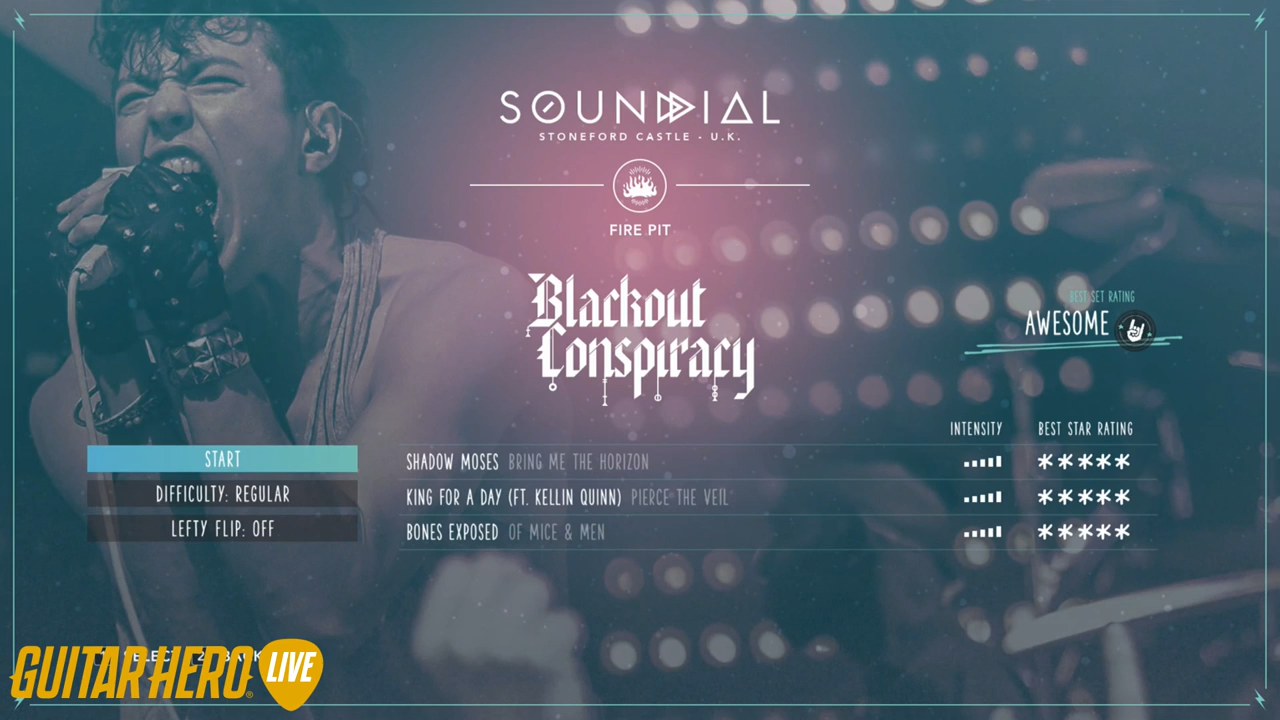 SOUNDIAL
STONEFORD CASTLE - U.K.
FIRE PIT
Blackout
Conspiracy
BEST SET RATING
AWESOME
INTENSITY BEST STAR RATING
START
DIFFICULTY: REGULAR
LEFTY FLIP: OFF
SHADOW MOSES BRING ME THE HORIZON
KING FOR A DAY (FT. KELLIN QUINN) PIERCE THE VEIL
BONES EXPOSED OF MICE & MEN
GUITAR HERO® LIVE